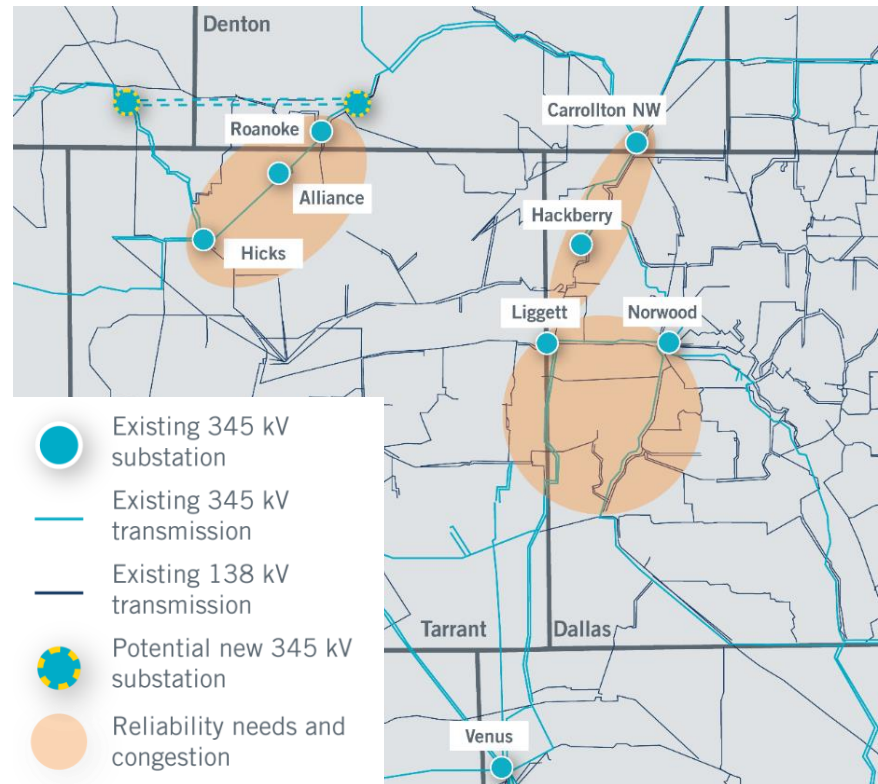 Denton
Carrollton NW
Roanoke
Alliance
Hackberry
Hicks
Liggett
Norwood
Existing 345 kV
substation
Existing 345 kV
transmission
Existing 138 kV
transmission
Potential new 345 kV
substation
Reliability needs and
congestion
Tarrant
Dallas
Venus